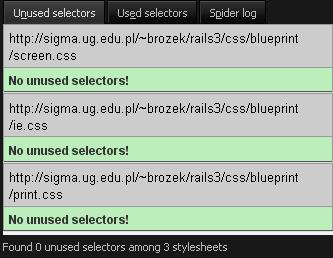 Unused selectors Used selectors Spider log
http://sigma.ug.edu.pl/~brozek/rails3/css/blueprint
/screen.css
No unused selectors!
http://sigma.ug.edu.pl/~brozek/rails3/css/blueprint
/ie.css
No unused selectors!
http://sigma.ug.edu.pl/~brozek/rails3/css/blueprint
/print.css
No unused selectors!
Found 0 unused selectors among 3 stylesheets